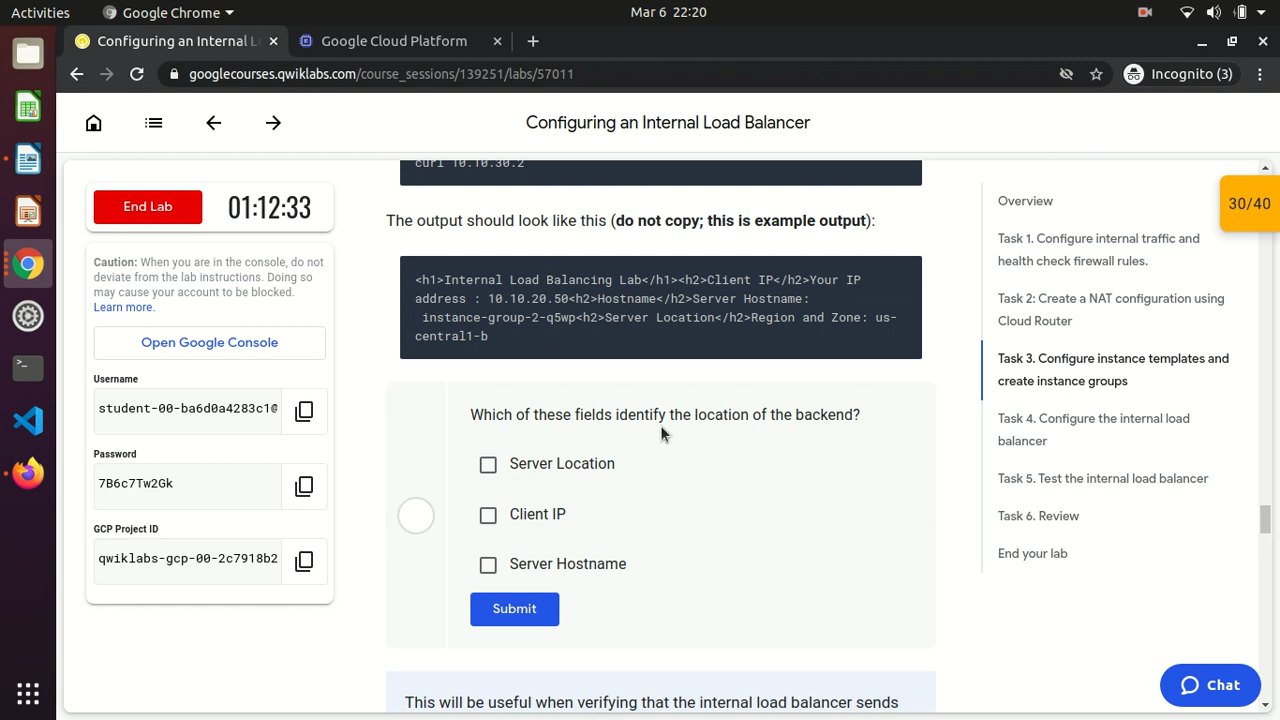 Activities
Google Chrome
Mar 6 22:20
Configuring an Internal L
Google Cloud Platform
googlecourses.qwiklabs.com/course_sessions/139251/labs/57011
Incognito (3)
Configuring an Internal Load Balancer
End Lab
01:12:33
Caution: When you are in the console, do not
deviate from the lab instructions. Doing so
may cause your account to be blocked.
Learn more.
Open Google Console
Username
student-00-ba6d0a4283c1@
Password
7B6c7Tw2Gk
GCP Project ID
qwiklabs-gcp-00-2c7918b2
curl 10.10.30.2
The output should look like this (do not copy; this is example output):
<h1>Internal Load Balancing Lab</h1><h2>Client IP</h2>Your IP
address : 10.10.20.50<h2>Hostname</h2>Server Hostname:
instance-group-2-q5wp<h2>Server Location</h2>Region and Zone: us-
central1-b
Which of these fields identify the location of the backend?
Server Location
Client IP
Server Hostname
Submit
This will be useful when verifying that the internal load balancer sends
Overview
Task 1. Configure internal traffic and
health check firewall rules.
Task 2: Create a NAT configuration using
Cloud Router
Task 3. Configure instance templates and
create instance groups
Task 4. Configure the internal load
balancer
Task 5. Test the internal load balancer
Task 6. Review
End your lab
30/40
Chat